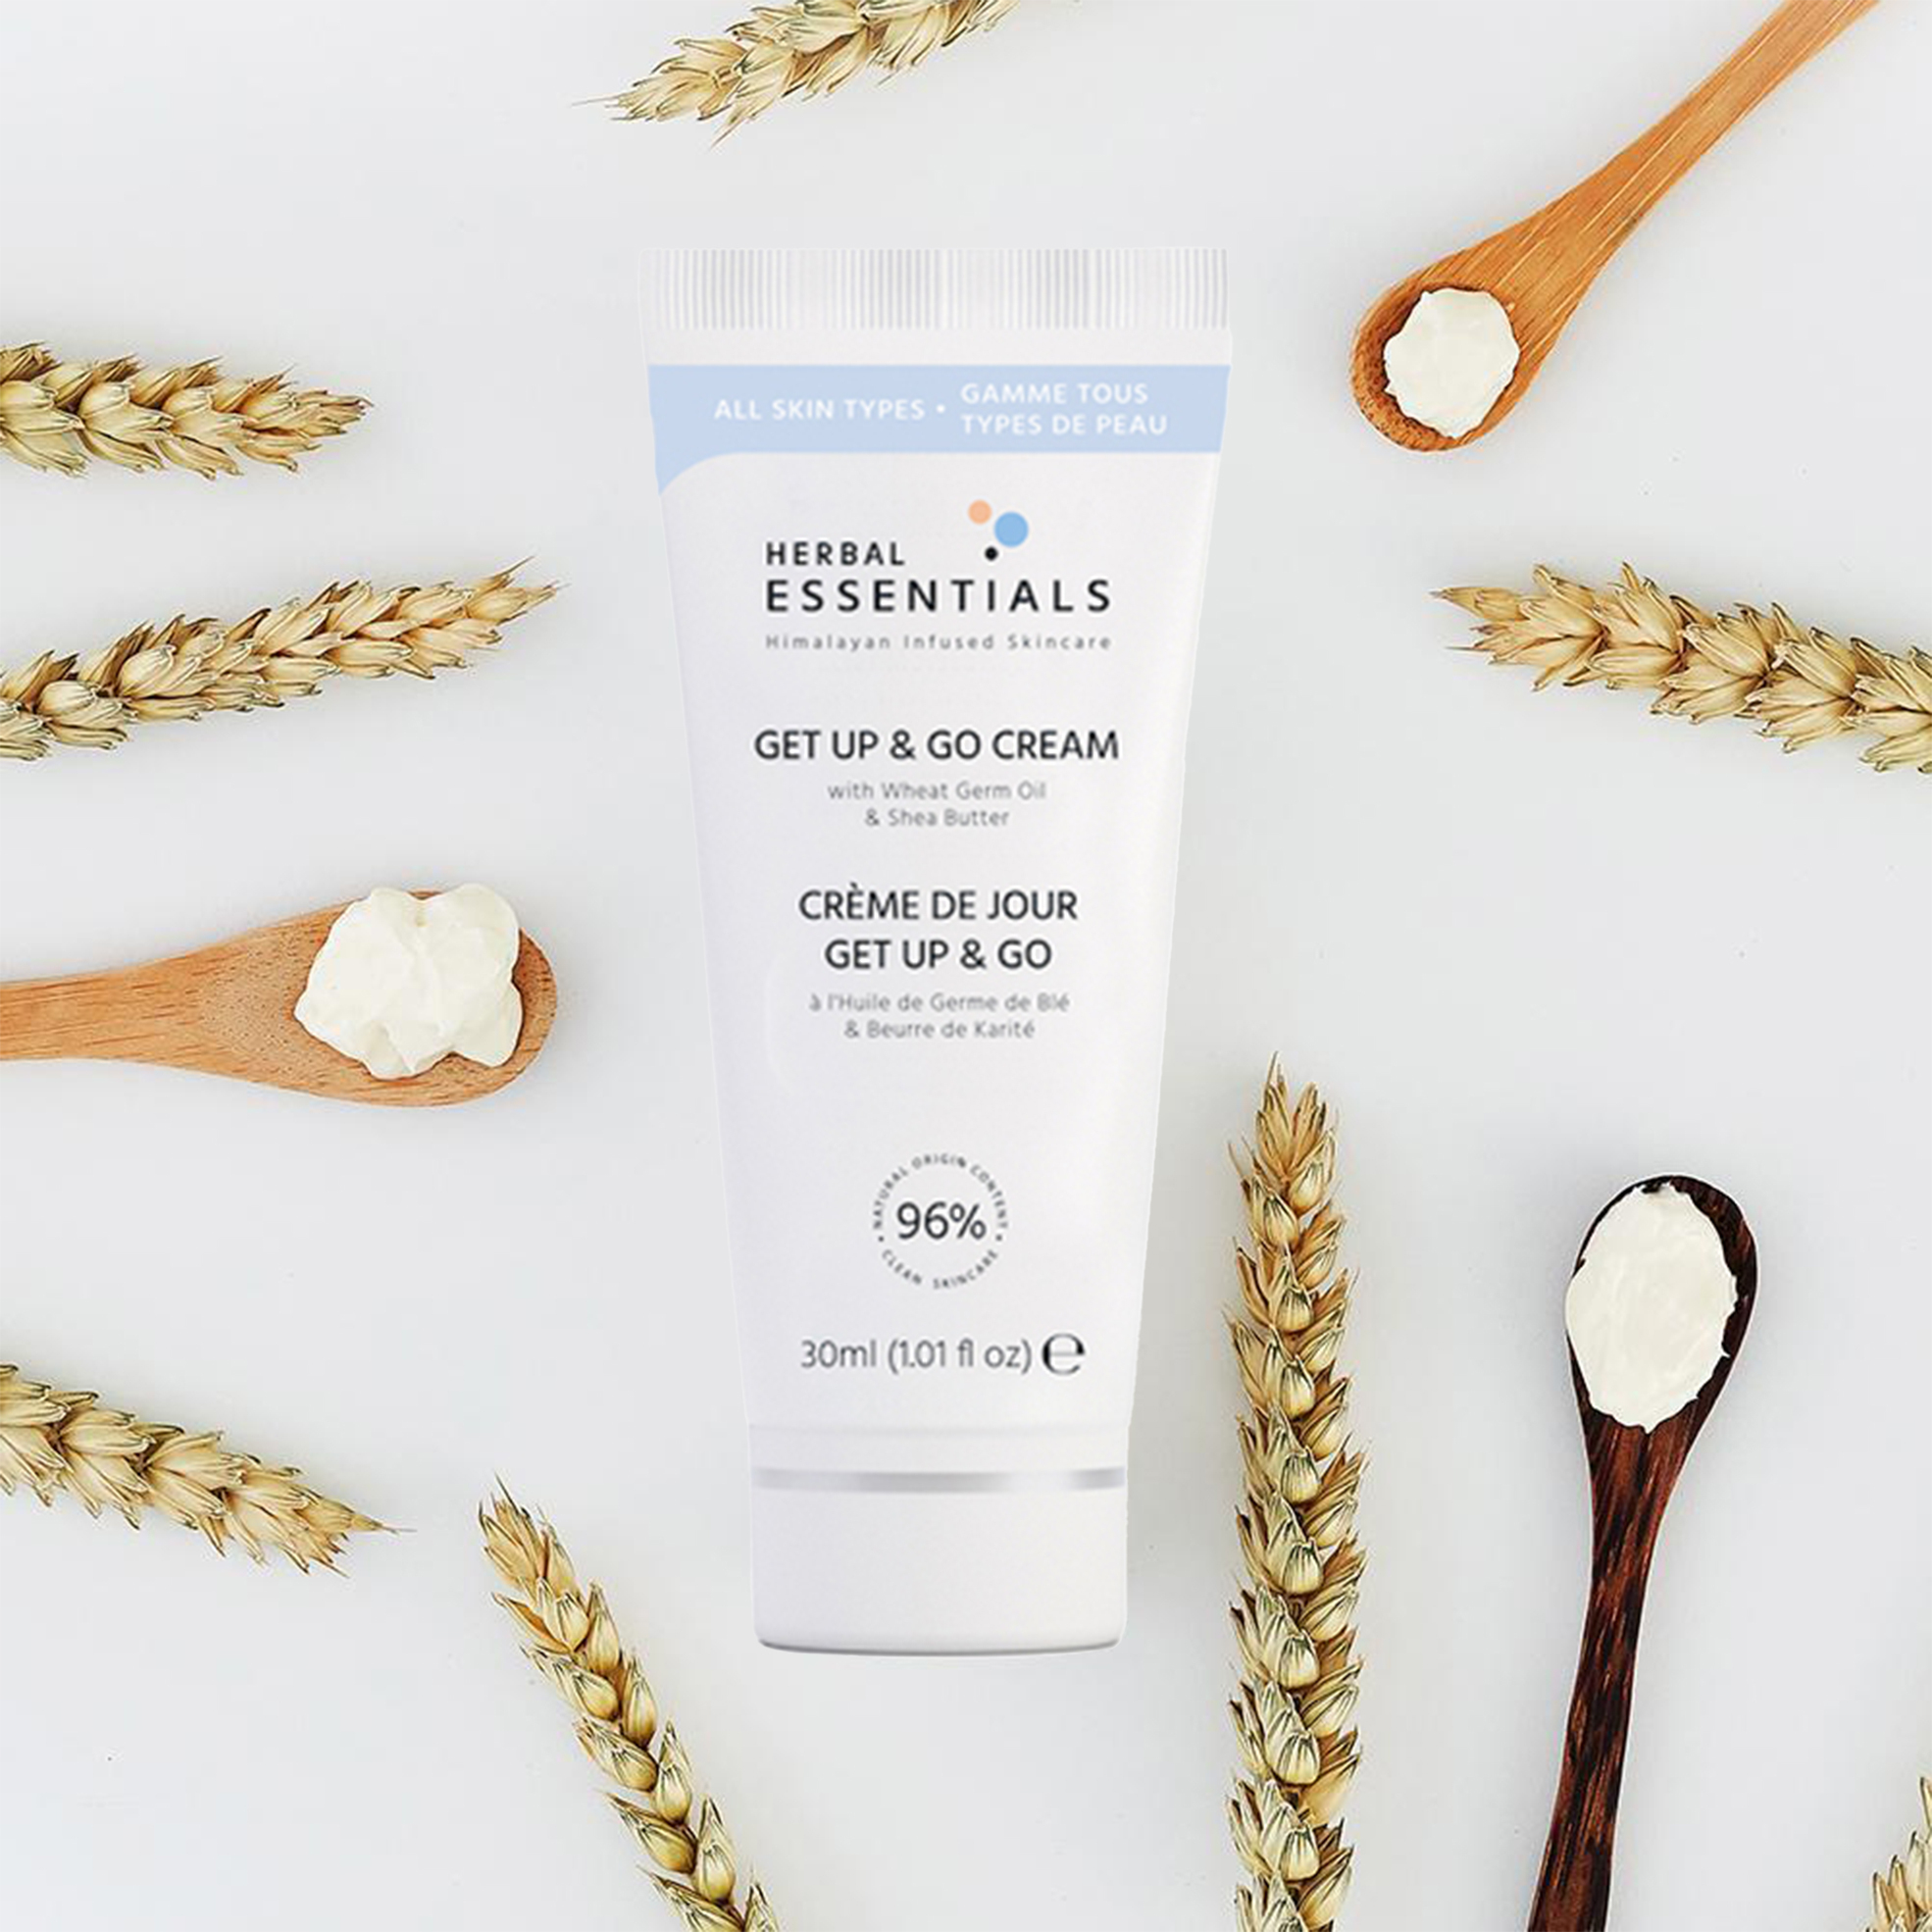 ALL SKIN TYPES •
GAMME TOUS
TYPES DE PEAU
HERBAL
ESSENTIALS
Himalayan Infused Skincare
GET UP & GO CREAM
with Wheat Germ Oil
& Shea Butter
CRÈME DE JOUR
GET UP & GO
à l'Huile de Germe de Blé
& Beurre de Karité
• NATURAL ORIGIN CONTENT •
96%
CLEAN SKINCARE
30ml (1.01 fl oz) ℮